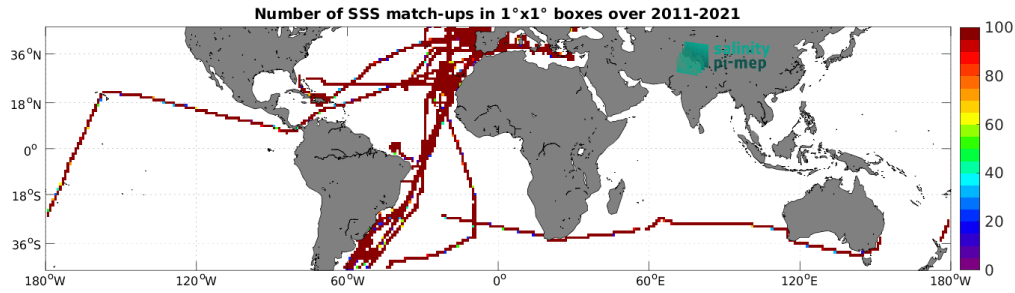 Number of SSS match-ups in 1°x1° boxes over 2011-2021
36°N
18°N
0°
18°S
36°S
180°W
120°W
60°W
0°
60°E
120°E
180°E
salinity
pi-mep
100
80
60
40
20
0